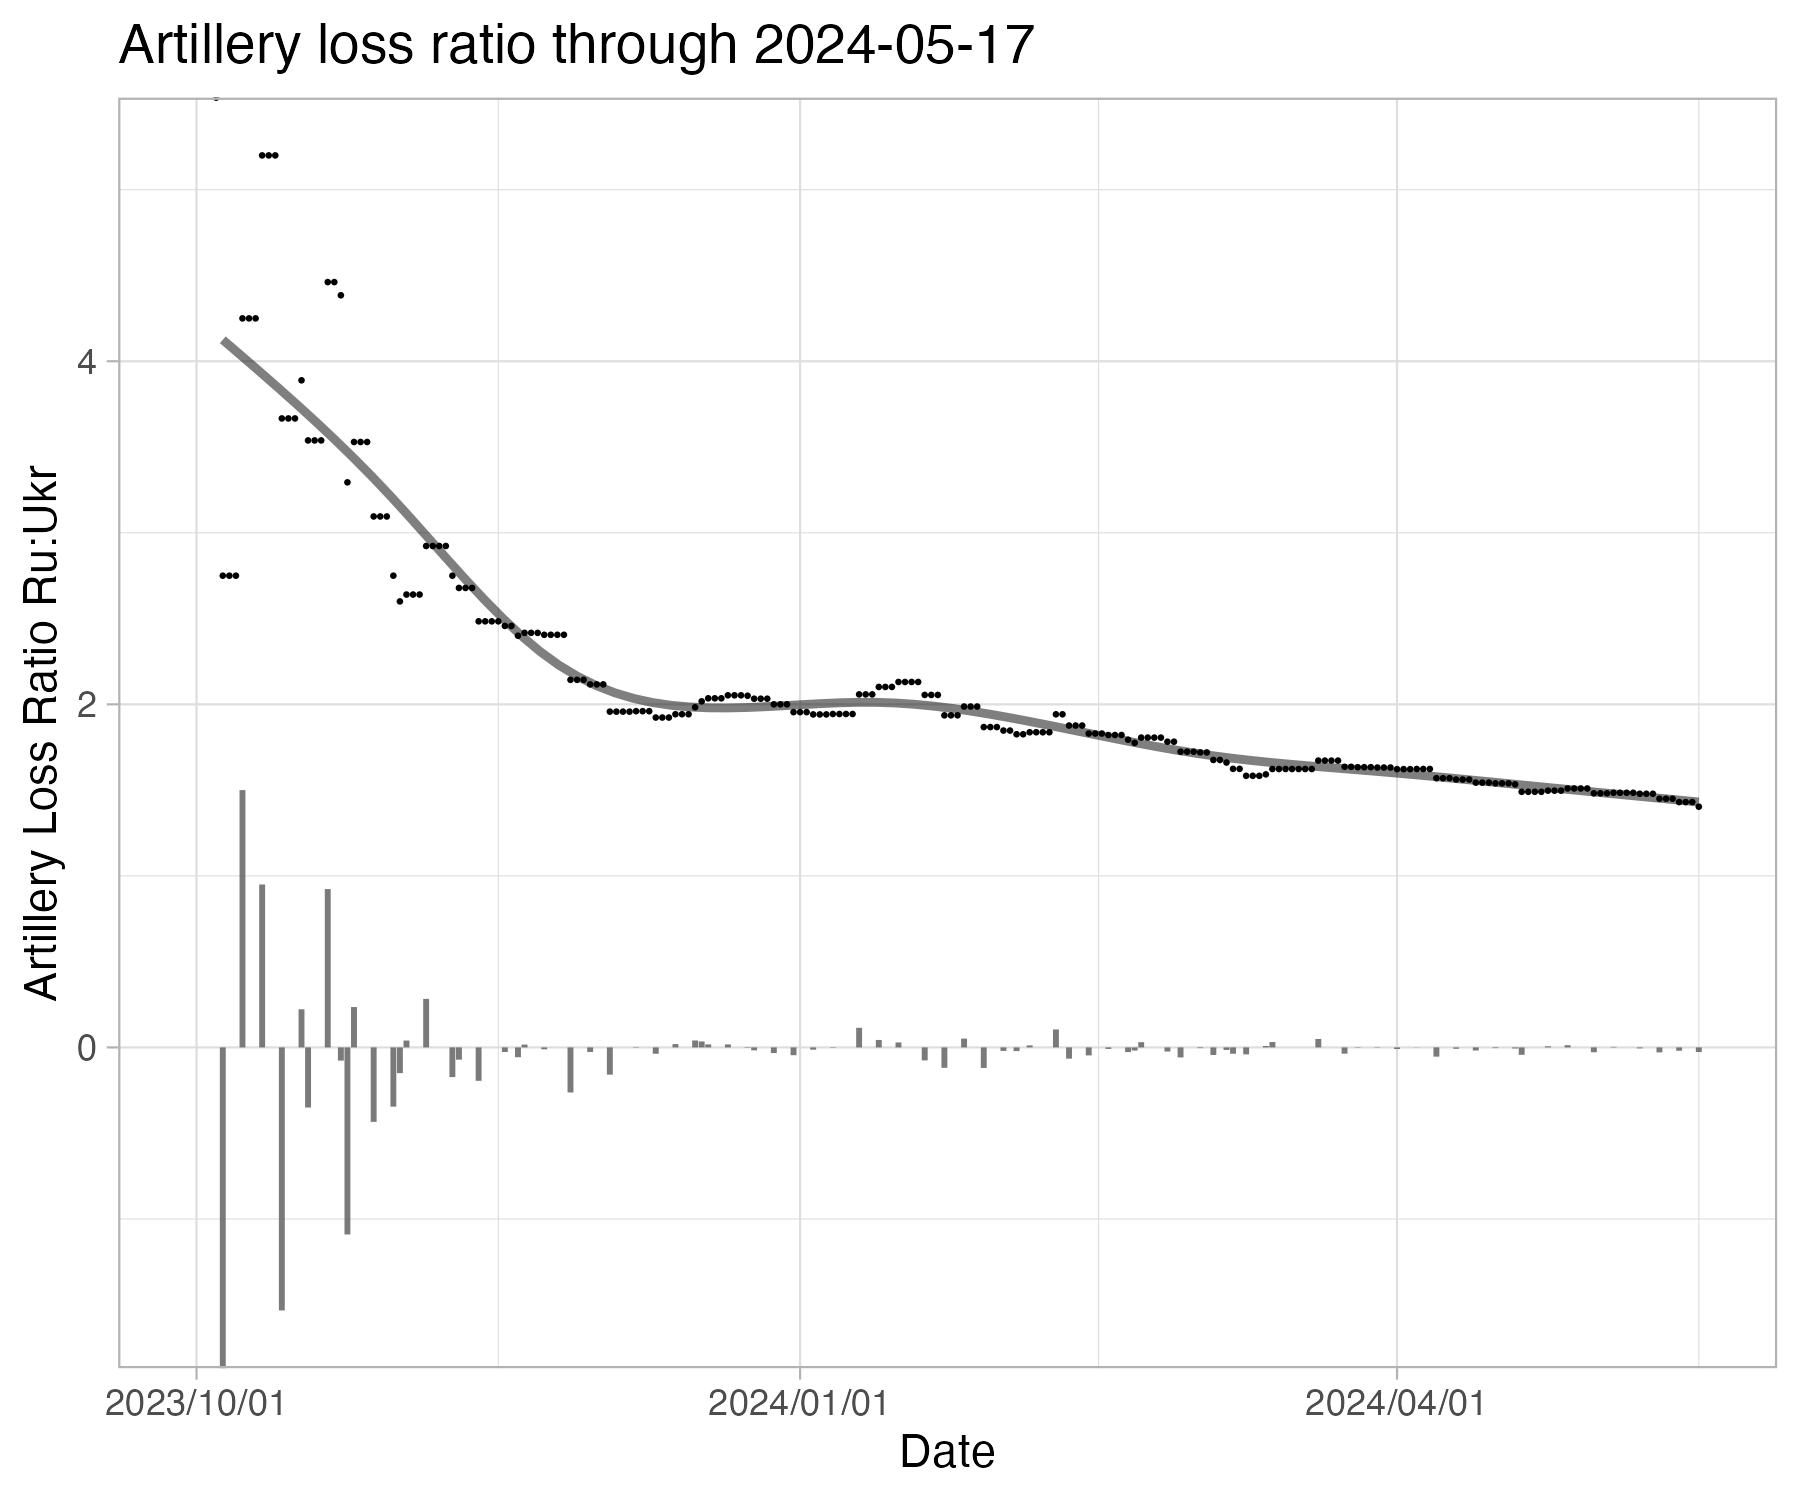 Artillery loss ratio through 2024-05-17
Artillery Loss Ratio Ru:Ukr
4
2
0
2023/10/01
2024/01/01
2024/04/01
Date